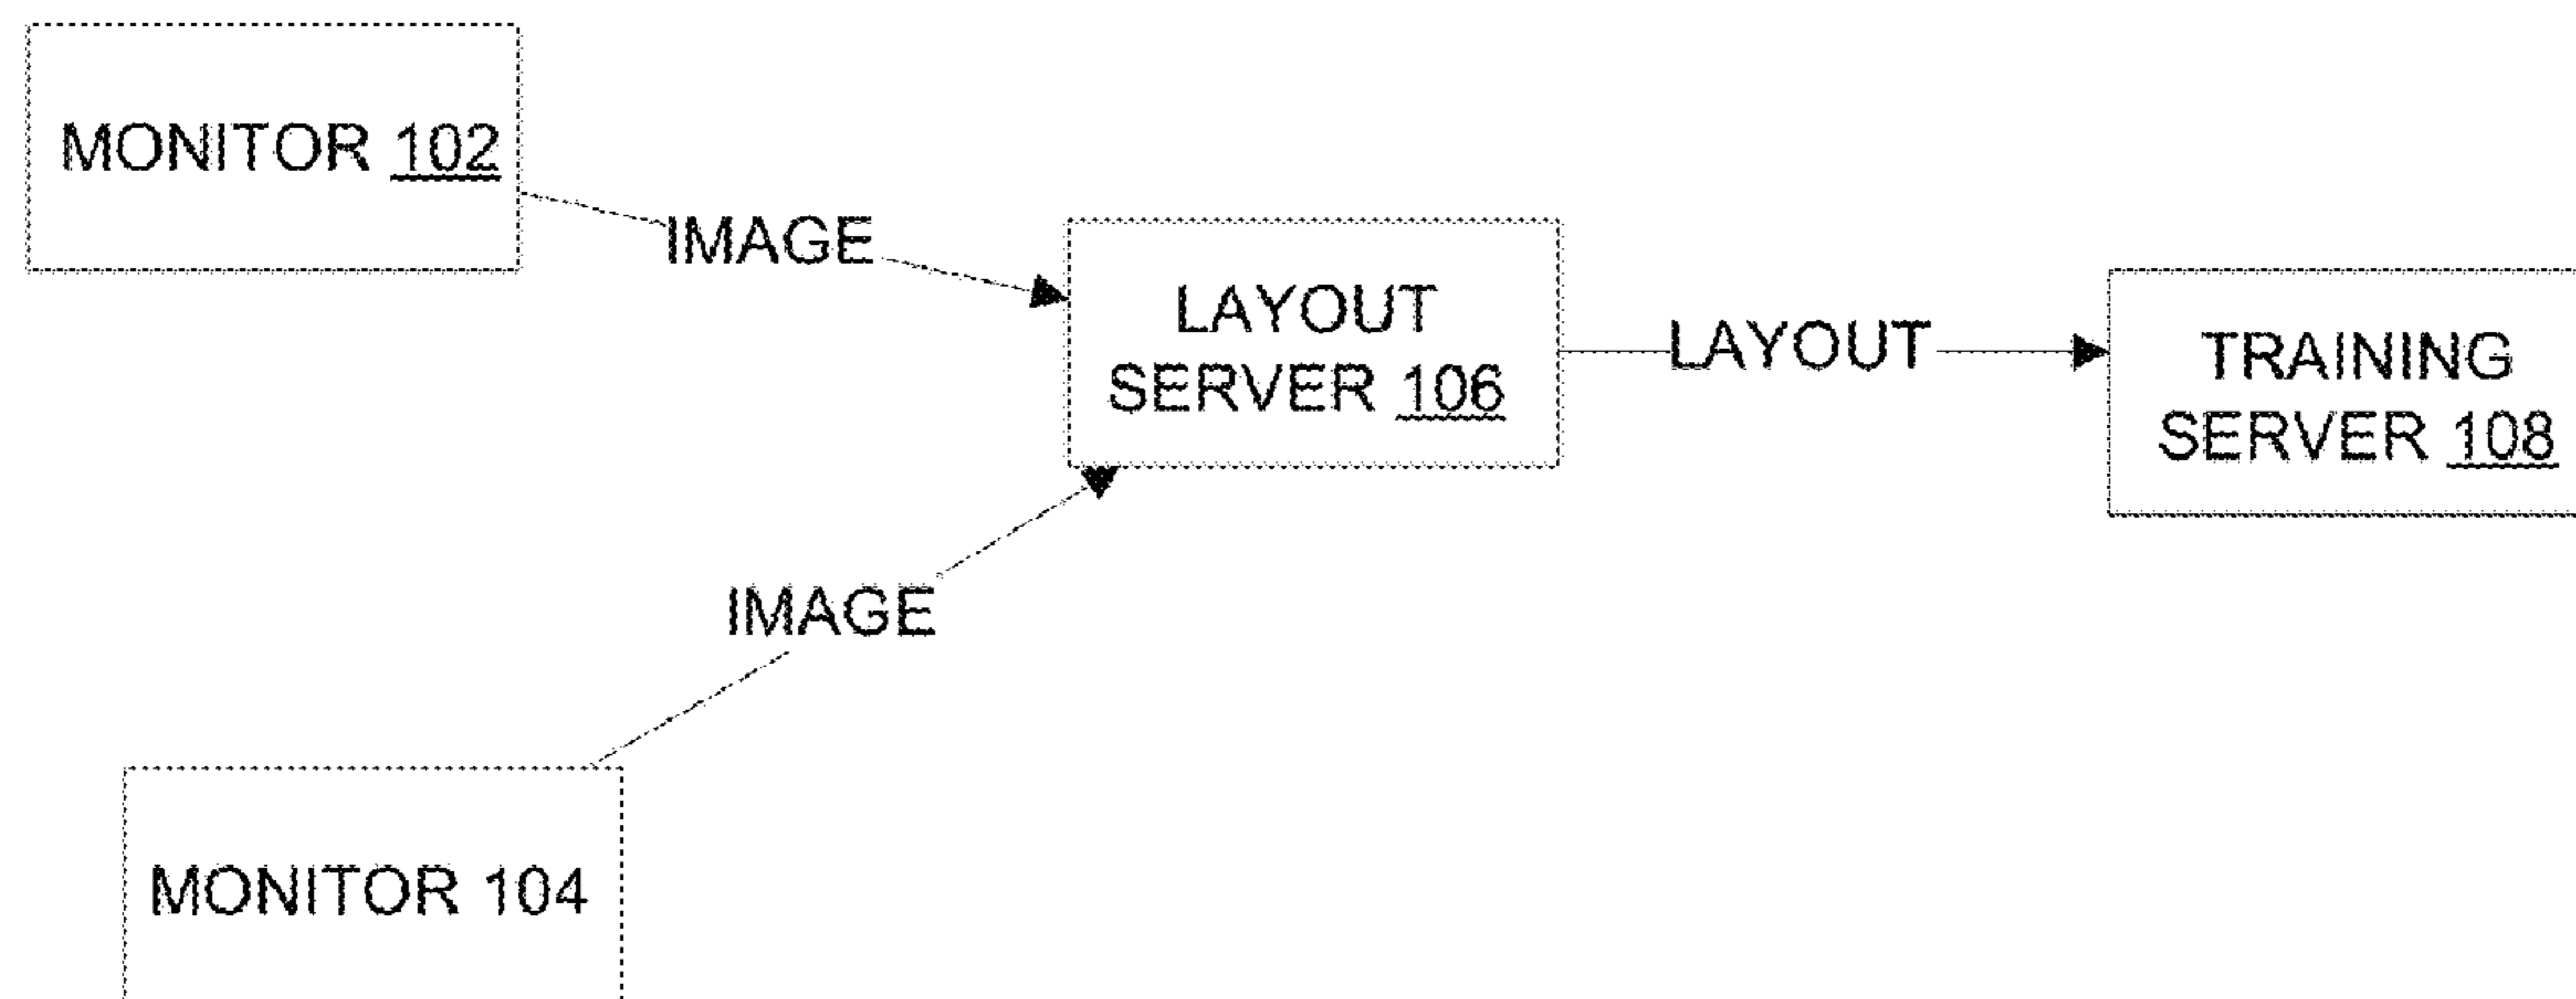 MONITOR 102
IMAGE
LAYOUT
SERVER 106
LAYOUT
TRAINING
SERVER 108
IMAGE
MONITOR 104